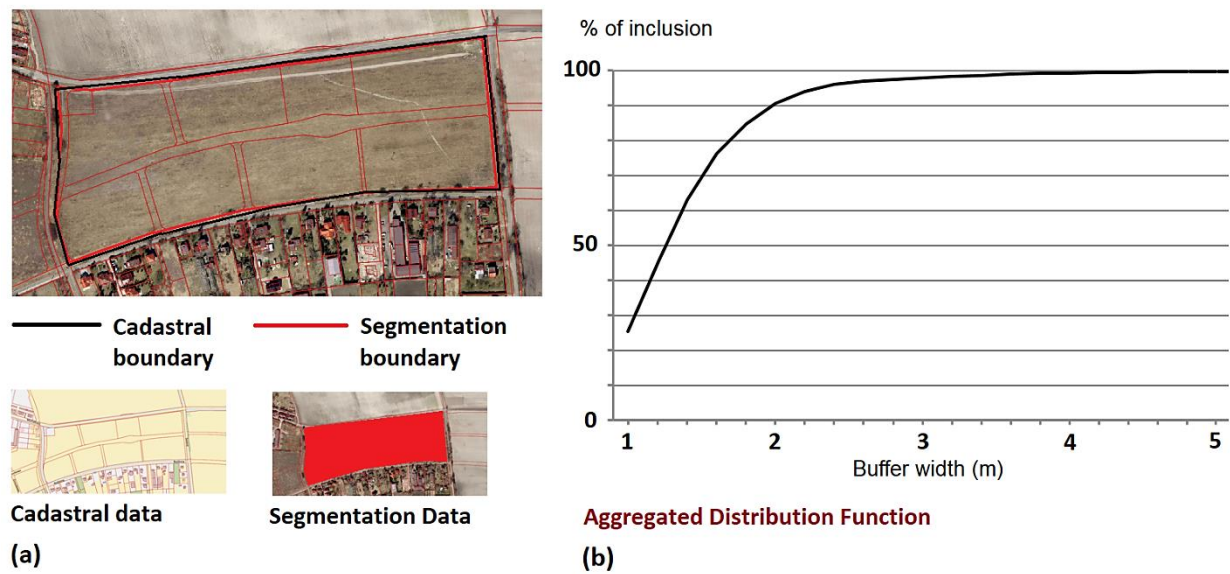 Cadastral
boundary
Segmentation
boundary
Cadastral data
Segmentation Data
(a)
% of inclusion
100
50
0
1 2 3 4 5
Buffer width (m)
Aggregated Distribution Function
(b)